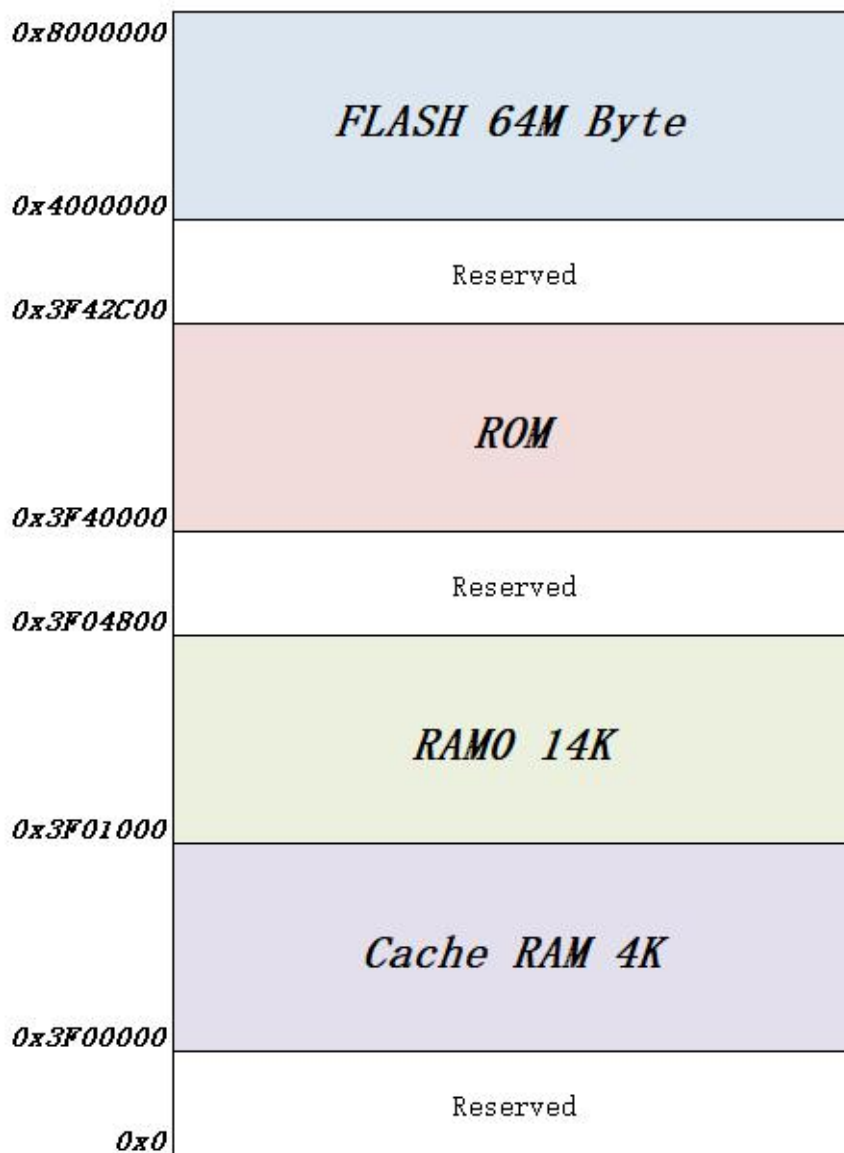 0x8000000
FLASH 64M Byte
0x4000000
Reserved
0x3F42C00
ROM
0x3F40000
Reserved
0x3F04800
RAM0 14K
0x3F01000
Cache RAM 4K
0x3F00000
Reserved
0x0